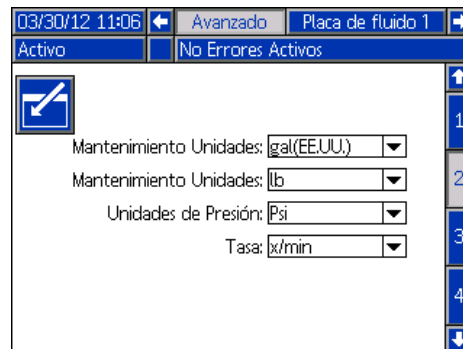 03/30/12 11:06 Avanzado Placa de fluido 1
Activo No Errores Activos
Mantenimiento Unidades: gal(EE.UU.)
Mantenimiento Unidades: lb
Unidades de Presión: Psi
Tasa: x/min
1
2
3
4